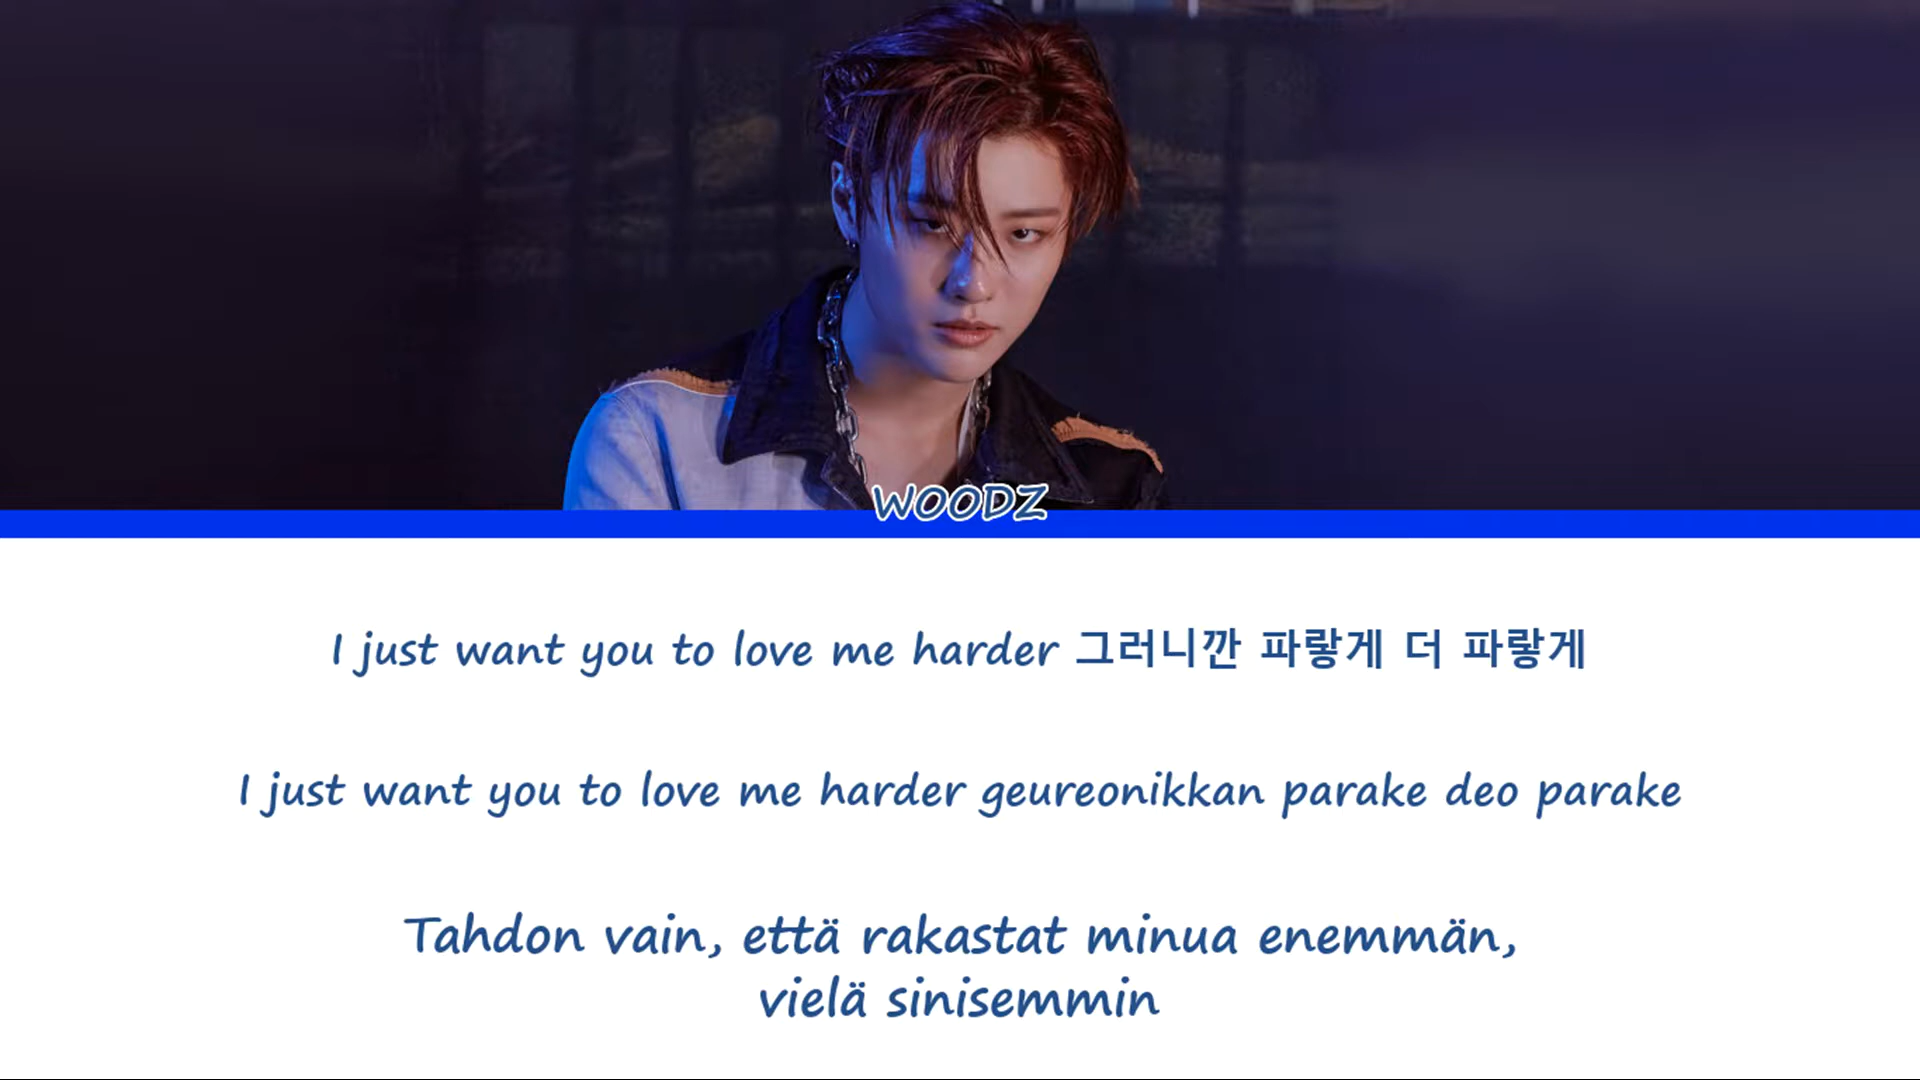 WOODZ
I just want you to love me harder 그러니깐 파랗게 더 파랗게
I just want you to love me harder geureonikkan parake deo parake
Tahdon vain, että rakastat minua enemmän,
vielä sinisemmin